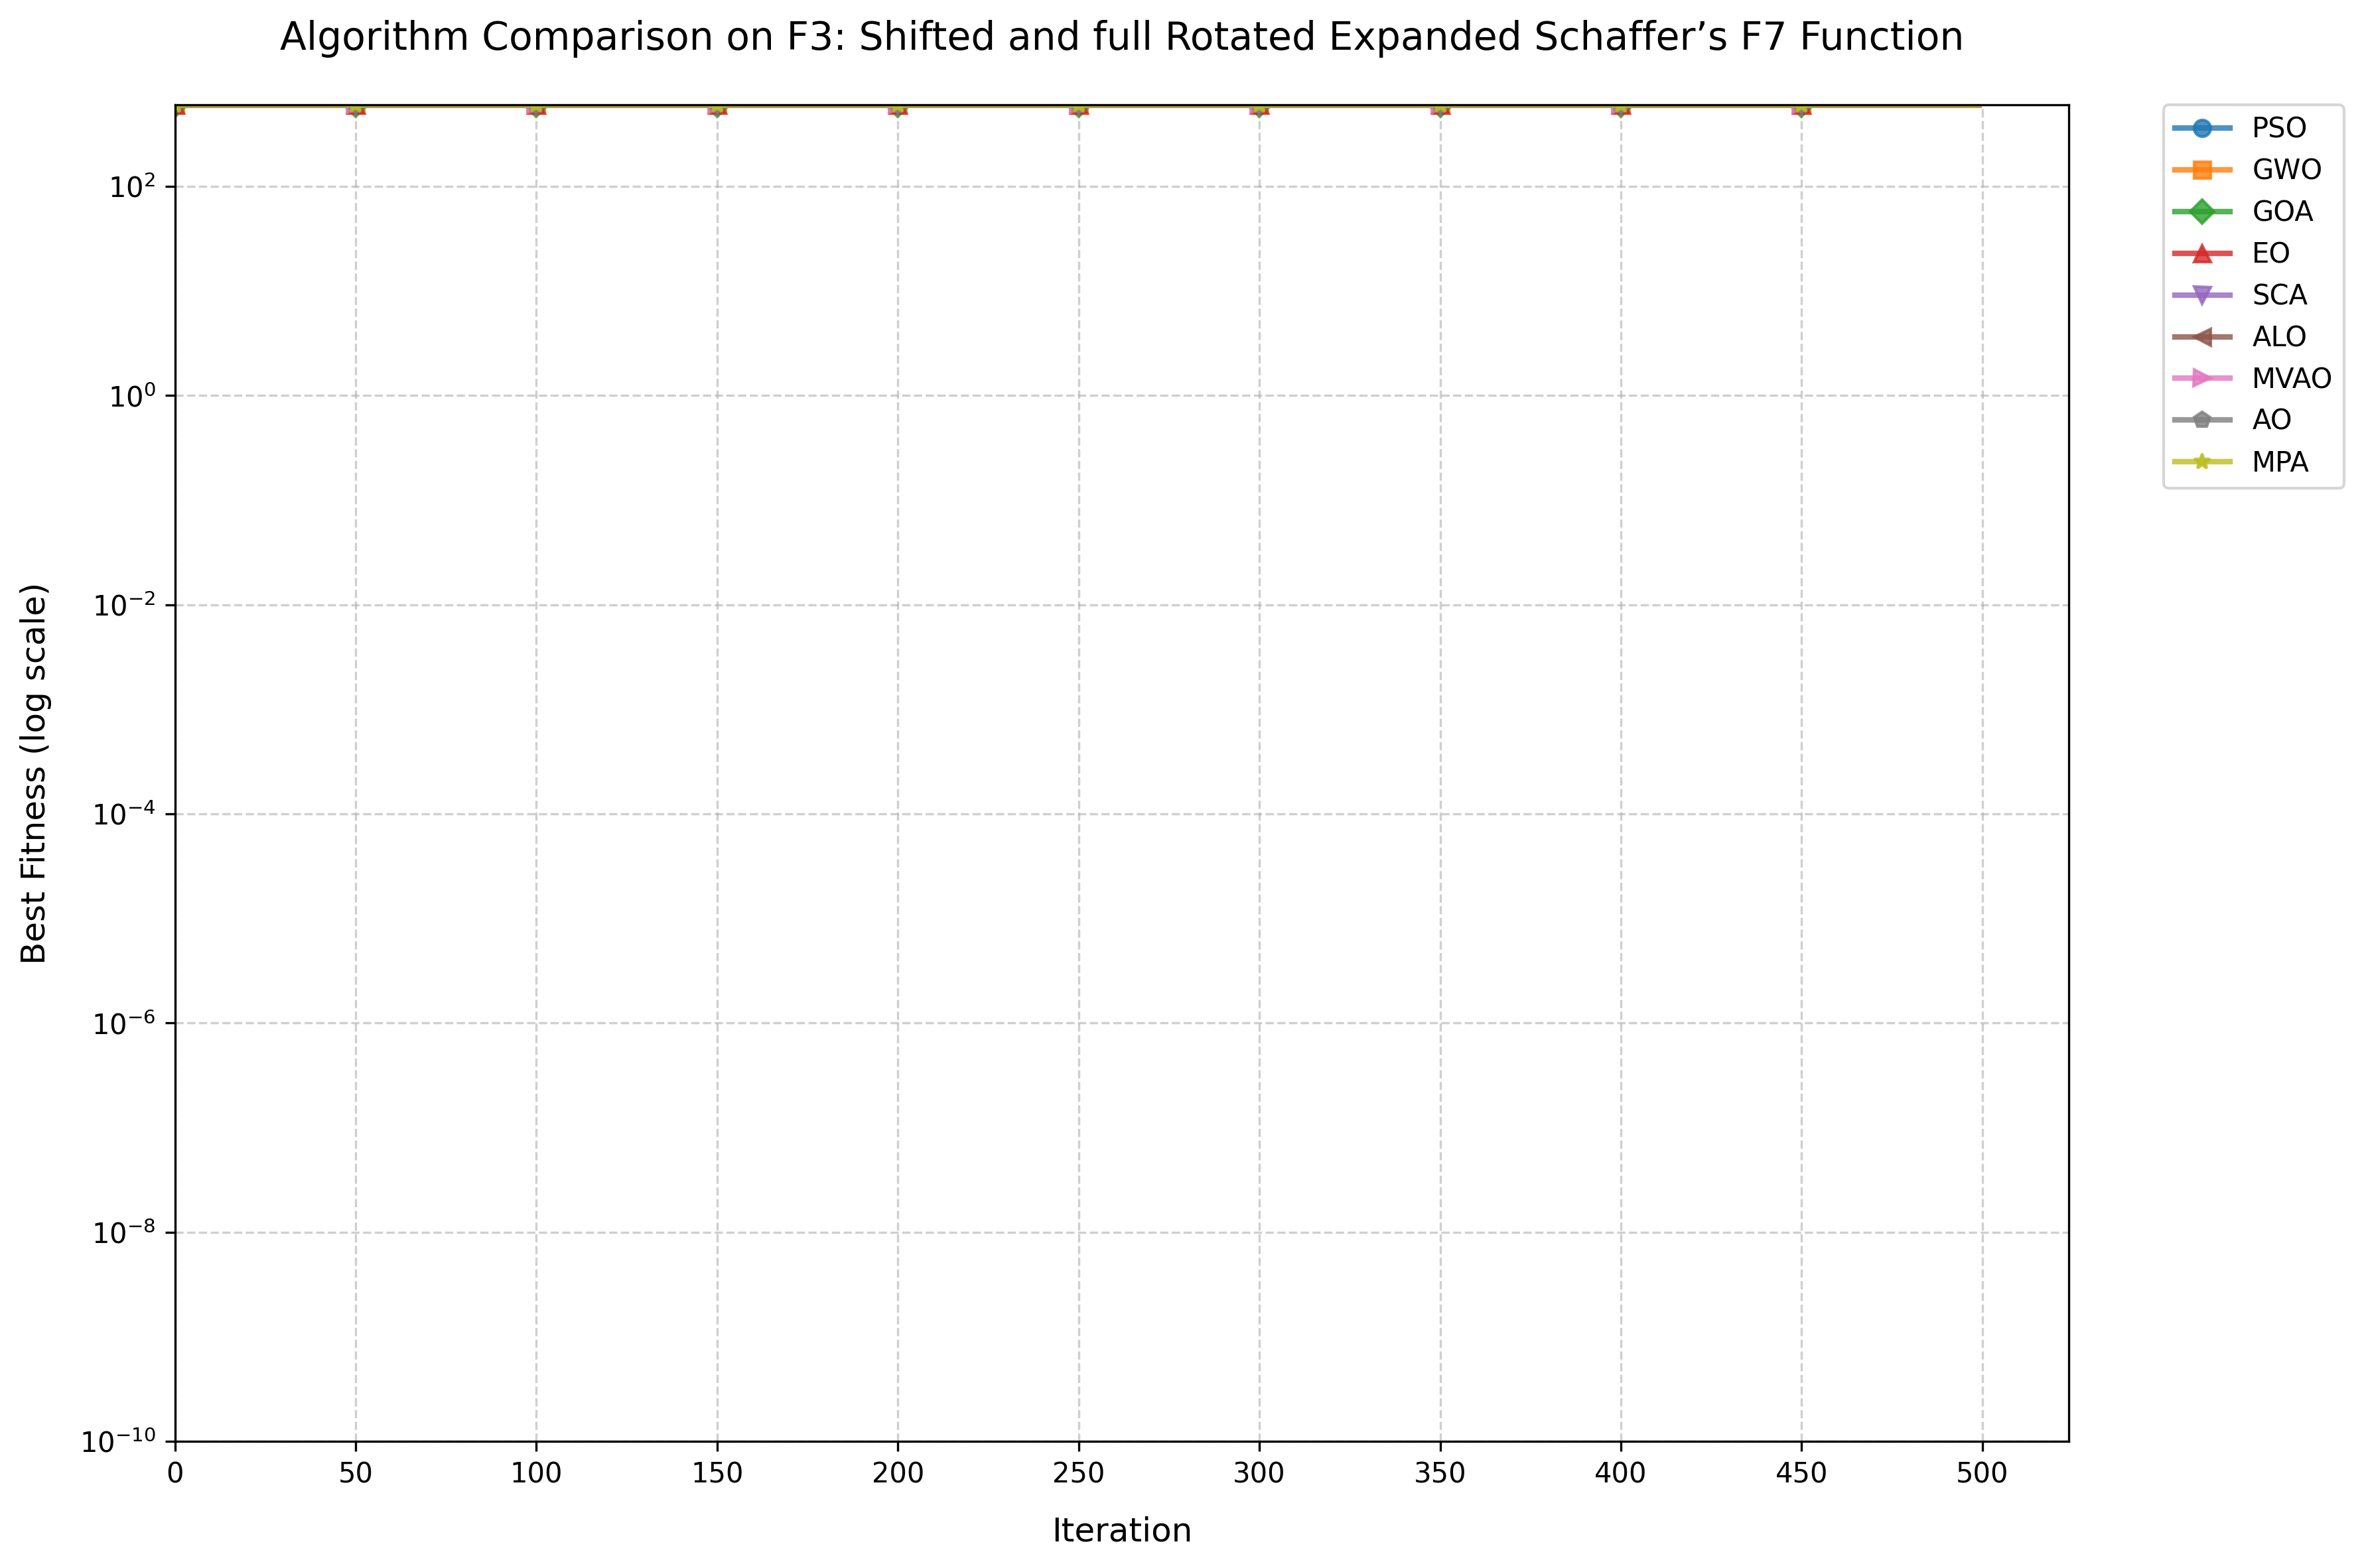 Algorithm Comparison on F3: Shifted and full Rotated Expanded Schaffer’s F7 Function
Best Fitness (log scale)
10²
10⁰
10⁻²
10⁻⁴
10⁻⁶
10⁻⁸
10⁻¹⁰
0 50 100 150 200 250 300 350 400 450 500
Iteration
PSO
GWO
GOA
EO
SCA
ALO
MVAO
AO
MPA